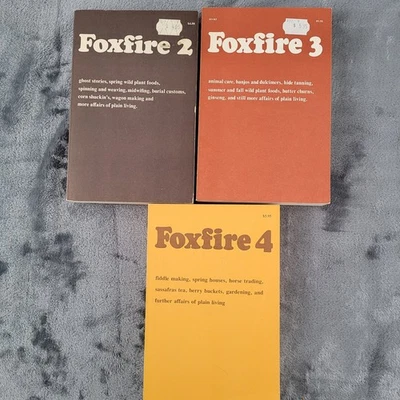 Foxfire 2
ghost stories, spring wild plant foods,
spinning and weaving, midwifing, burial customs,
corn shuckin's, wagon making and
more affairs of plain living.
Foxfire 3
animal care, banjos and dulcimers, hide tanning,
summer and fall wild plant foods, butter churns,
ginseng, and still more affairs of plain living.
Foxfire 4
fiddle making, spring houses, horse trading,
sassafras tea, berry buckets, gardening, and
further affairs of plain living